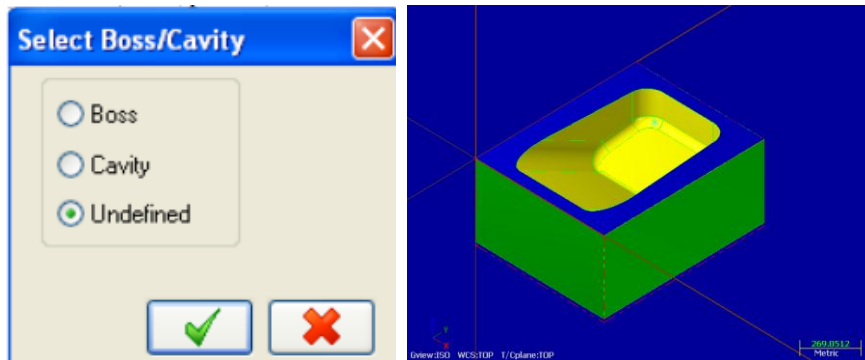 Select Boss/Cavity
Boss
Cavity
Undefined
Gview:ISO WCS:TOP T/Cplane:TOP
269.0512
Metric